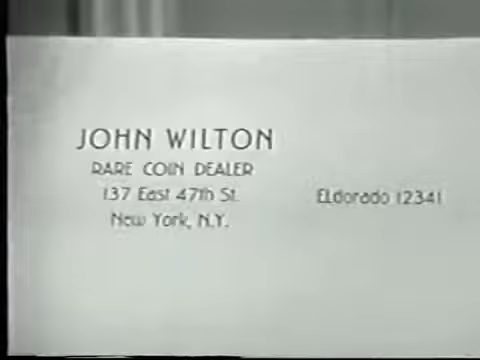 JOHN WILTON
RARE COIN DEALER
137 East 47th St.
New York, N.Y.
ELdorado 12341